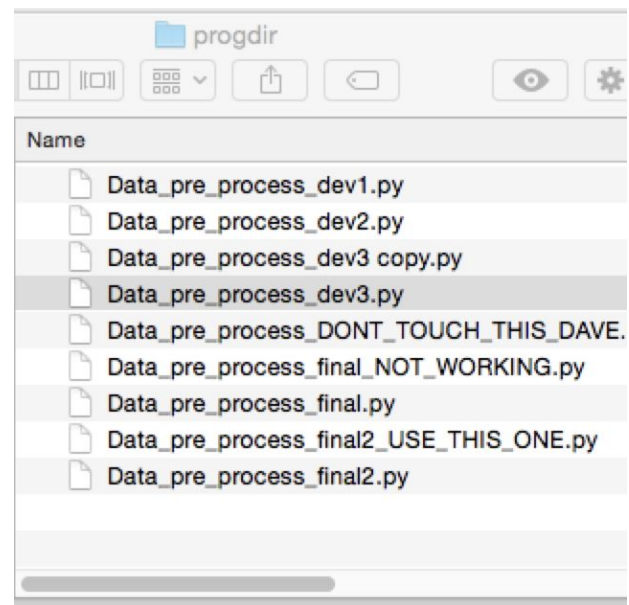 progdir
Name
Data_pre_process_dev1.py
Data_pre_process_dev2.py
Data_pre_process_dev3 copy.py
Data_pre_process_dev3.py
Data_pre_process_DONT_TOUCH_THIS_DAVE.
Data_pre_process_final_NOT_WORKING.py
Data_pre_process_final.py
Data_pre_process_final2_USE_THIS_ONE.py
Data_pre_process_final2.py